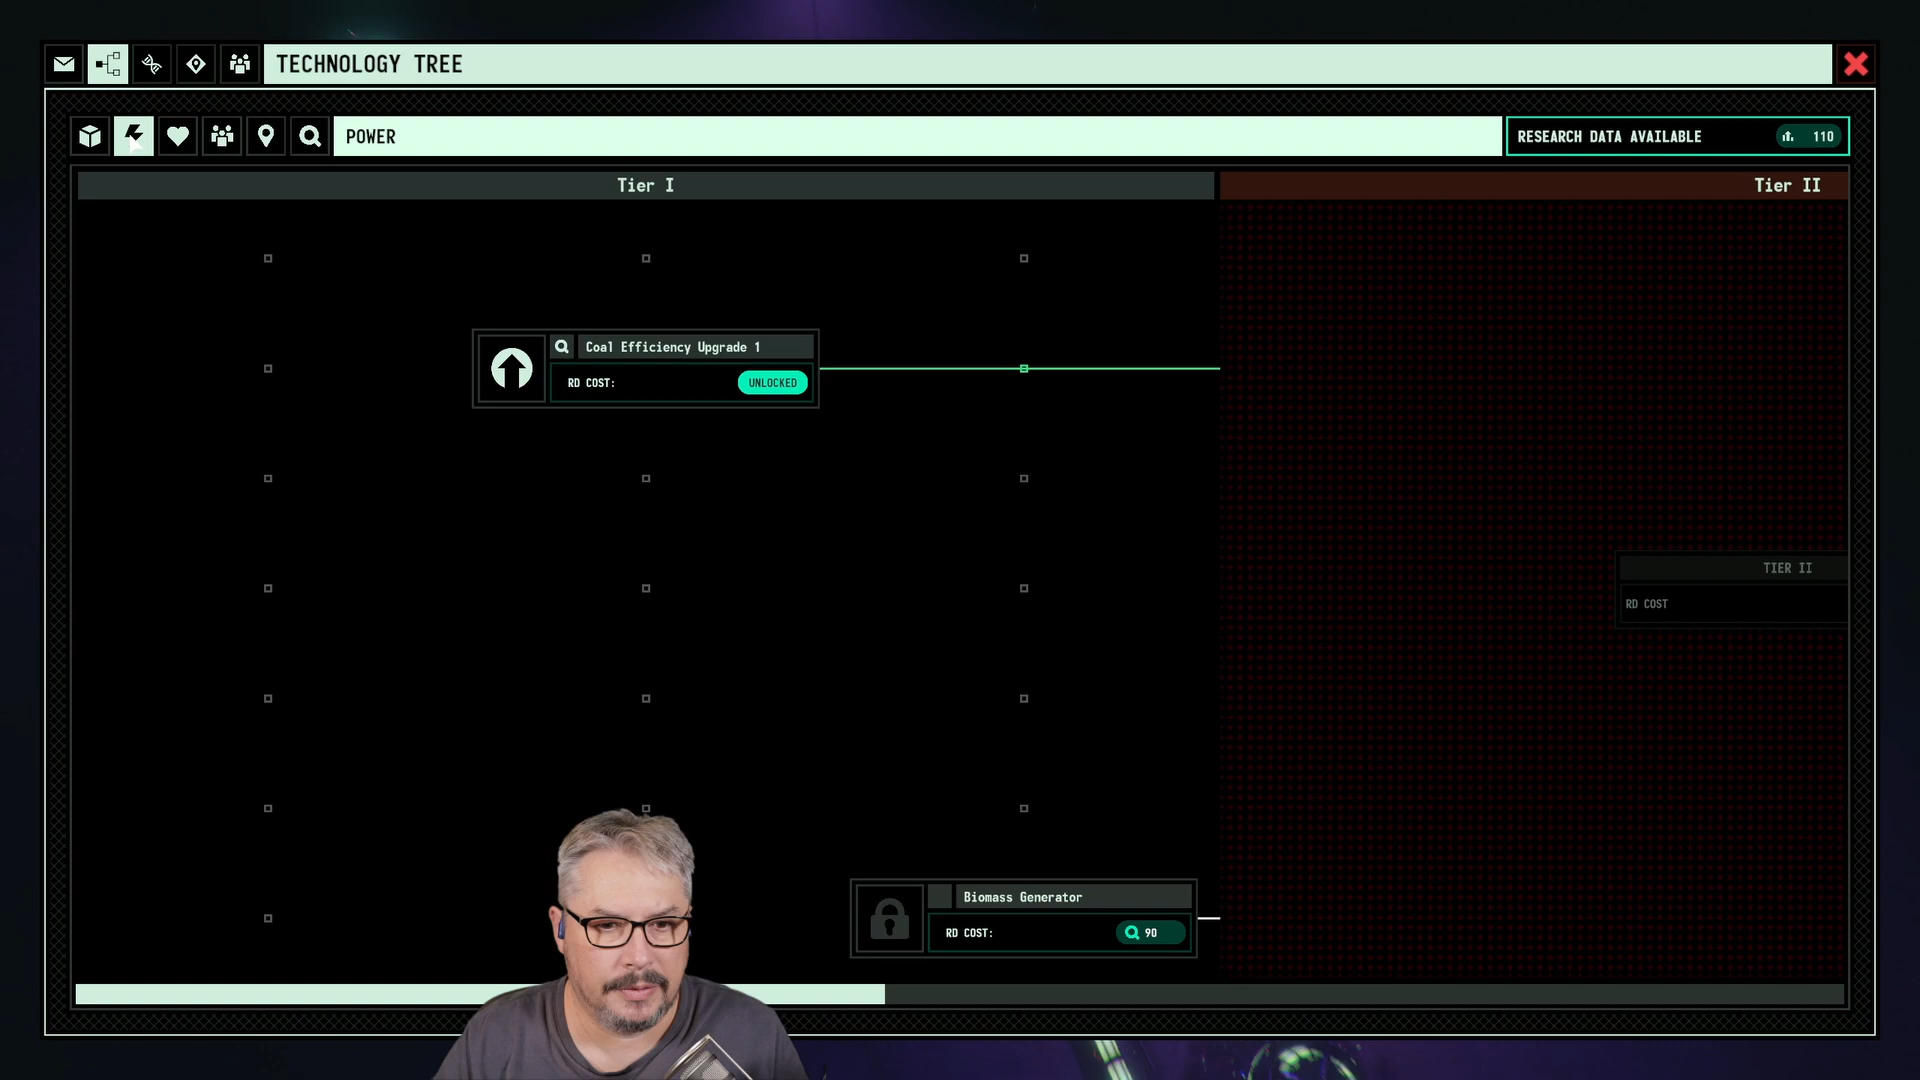 TECHNOLOGY TREE
POWER
RESEARCH DATA AVAILABLE 110
Tier I
Tier II
Coal Efficiency Upgrade 1
RD COST: UNLOCKED
TIER II
RD COST
Biomass Generator
RD COST: 90